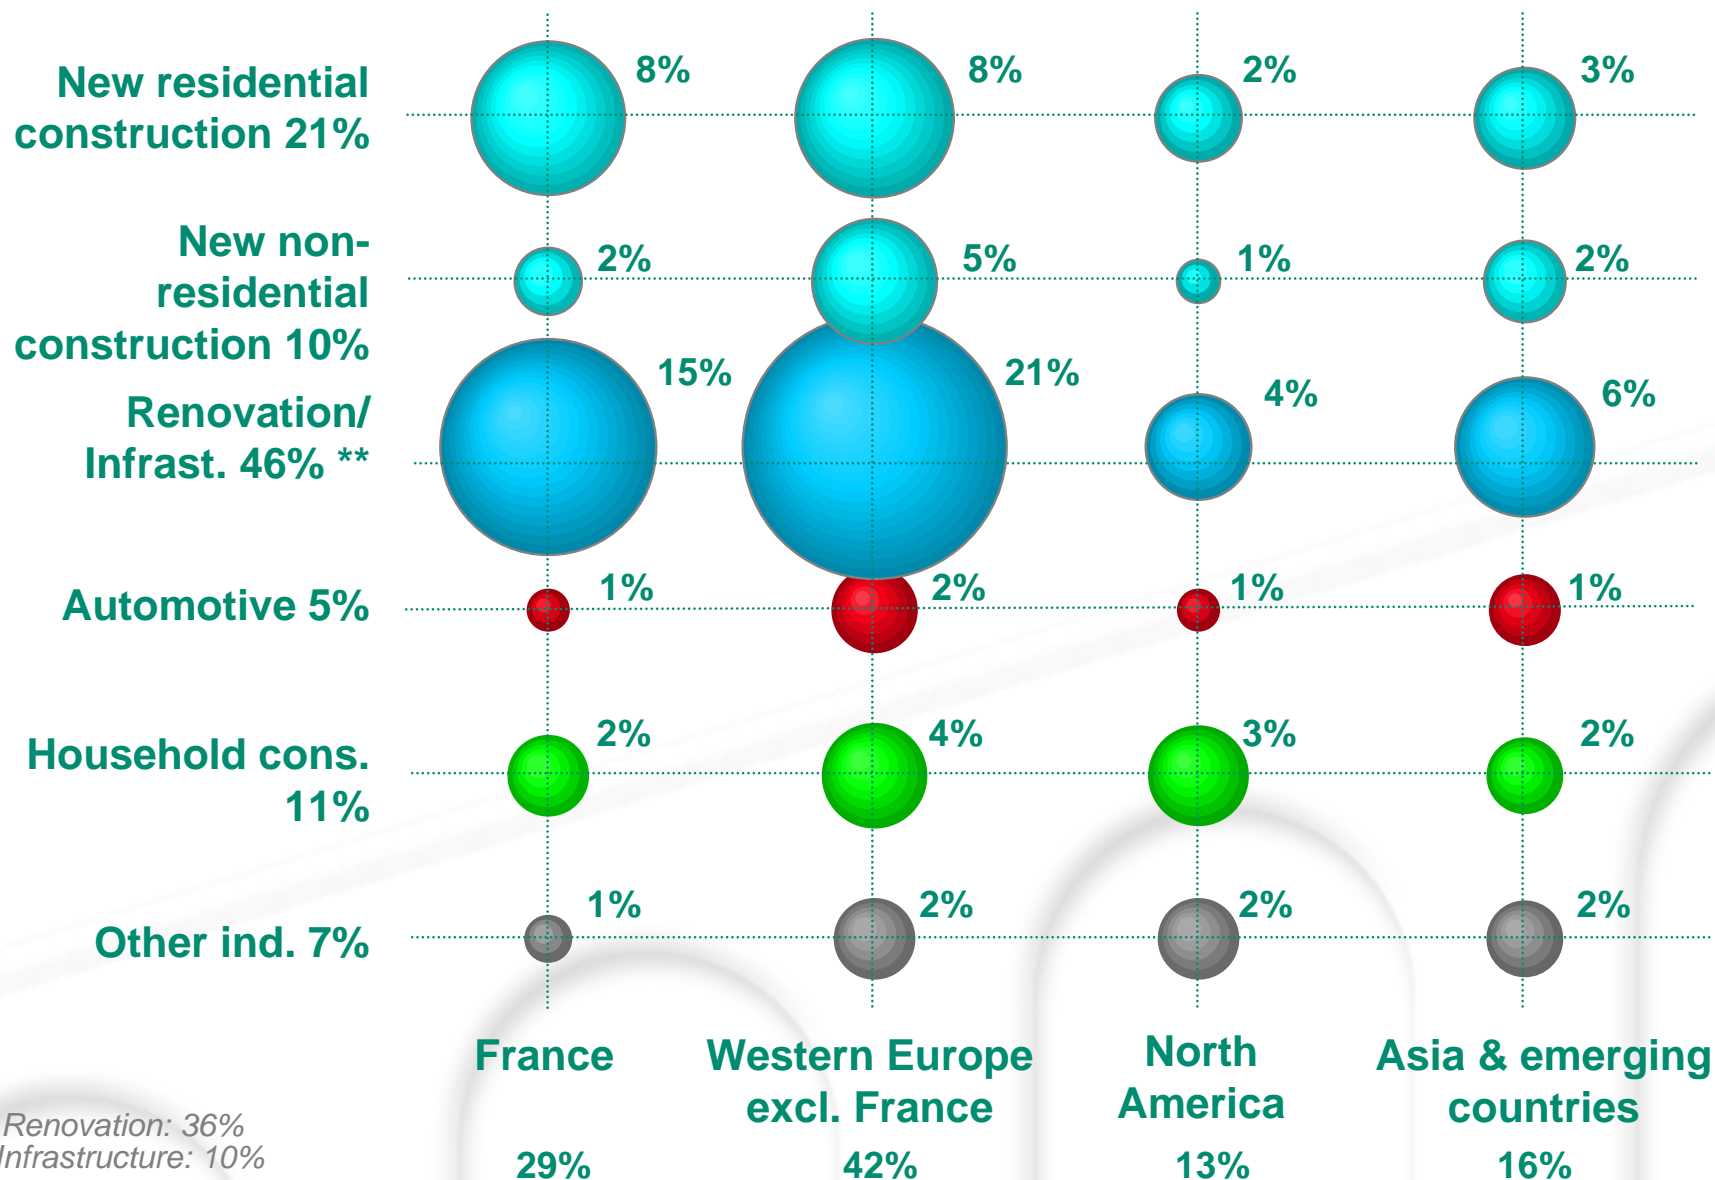 New residential
construction 21%
8%
8%
2%
3%
New non-
residential
construction 10%
2%
5%
1%
2%
Renovation/
Infrast. 46% **
15%
21%
4%
6%
Automotive 5%
1%
2%
1%
1%
Household cons.
11%
2%
4%
3%
2%
Other ind. 7%
1%
2%
2%
2%
France
Western Europe
excl. France
North
America
Asia & emerging
countries
29%
42%
13%
16%
Renovation: 36%
Infrastructure: 10%